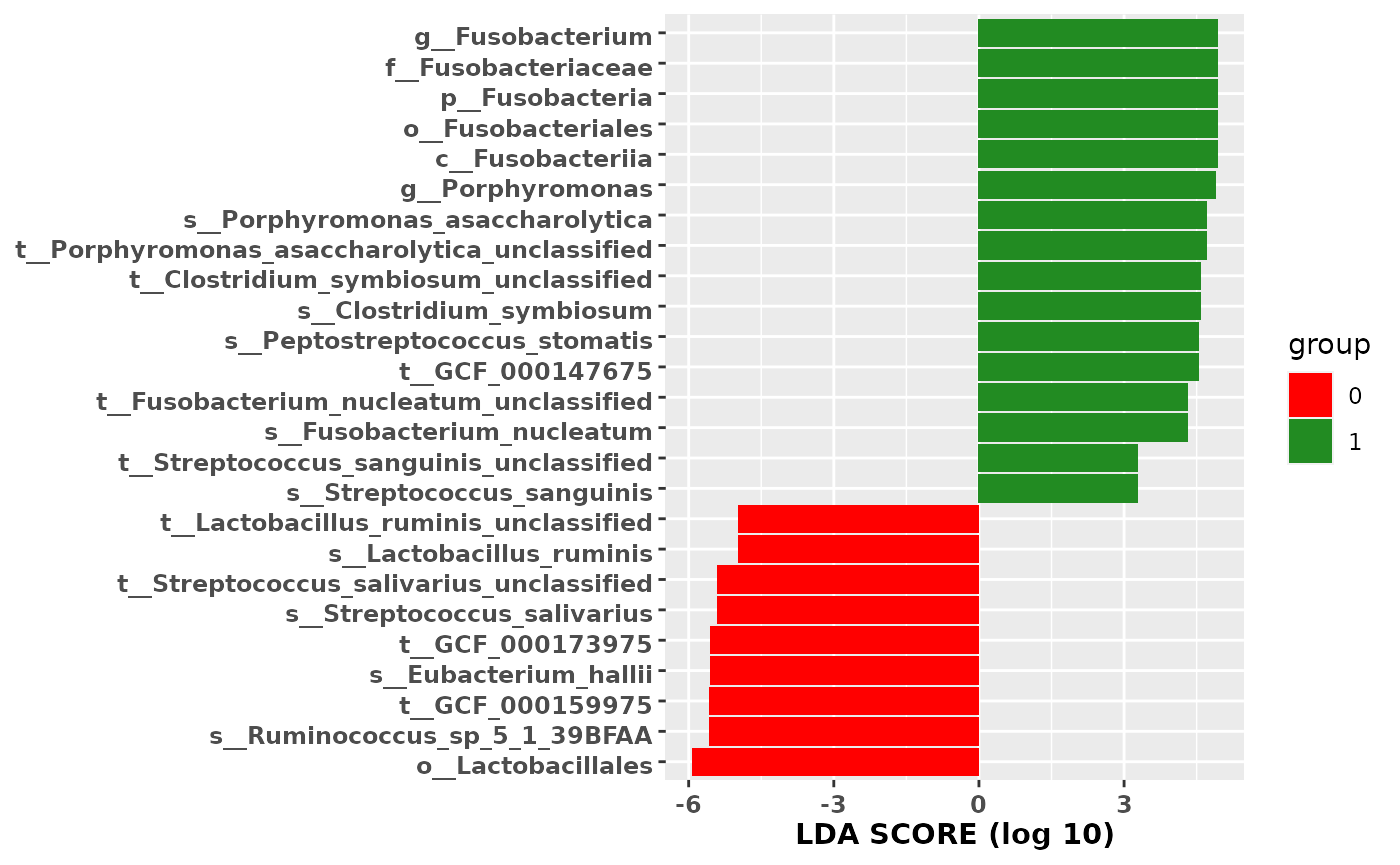 g__Fusobacterium
f__Fusobacteriaceae
p__Fusobacteria
o__Fusobacteriales
c__Fusobacteriia
g__Porphyromonas
s__Porphyromonas_asaccharolytica
t__Porphyromonas_asaccharolytica_unclassified
t__Clostridium_symbiosum_unclassified
s__Clostridium_symbiosum
s__Peptostreptococcus_stomatis
t__GCF_000147675
t__Fusobacterium_nucleatum_unclassified
s__Fusobacterium_nucleatum
t__Streptococcus_sanguinis_unclassified
s__Streptococcus_sanguinis
t__Lactobacillus_ruminis_unclassified
s__Lactobacillus_ruminis
t__Streptococcus_salivarius_unclassified
s__Streptococcus_salivarius
t__GCF_000173975
s__Eubacterium_hallii
t__GCF_000159975
s__Ruminococcus_sp_5_1_39BFAA
o__Lactobacillales
-6 -3 0 3
LDA SCORE (log 10)
group
0
1